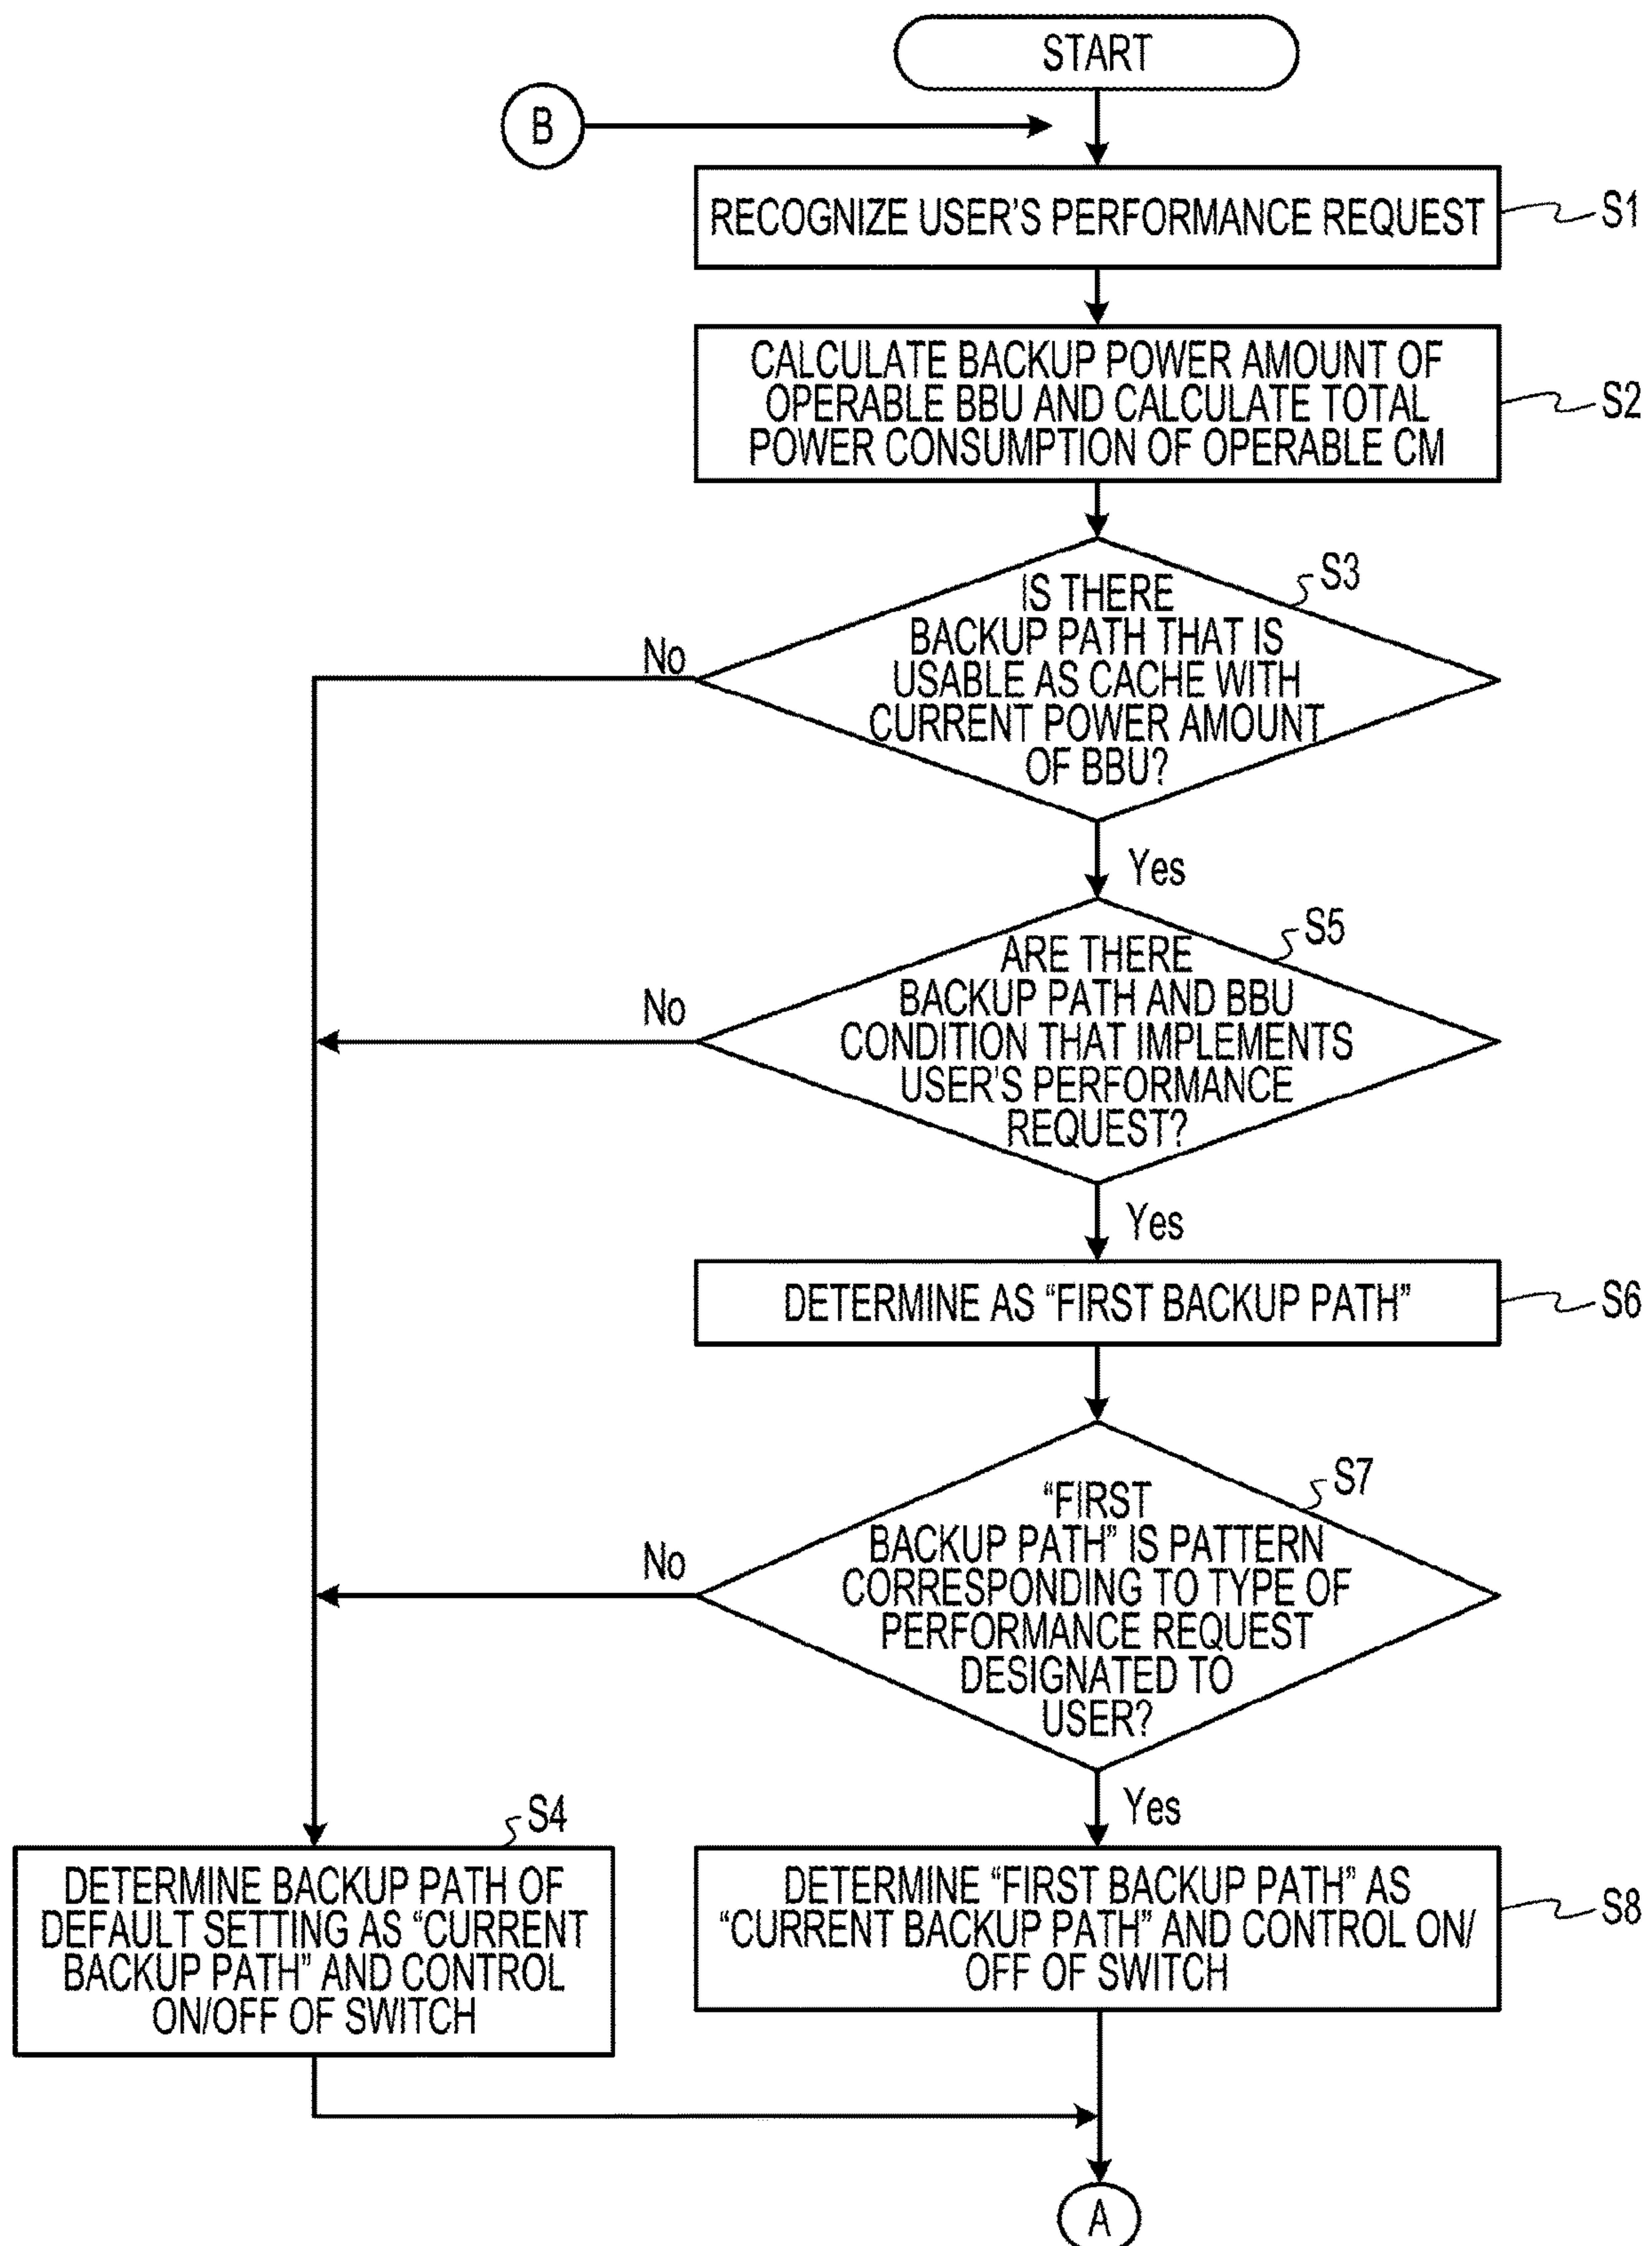 START
B
RECOGNIZE USER'S PERFORMANCE REQUEST
S1
CALCULATE BACKUP POWER AMOUNT OF
OPERABLE BBU AND CALCULATE TOTAL
POWER CONSUMPTION OF OPERABLE CM
S2
S3
IS THERE
BACKUP PATH THAT IS
USABLE AS CACHE WITH
CURRENT POWER AMOUNT
OF BBU?
No
Yes
S5
ARE THERE
BACKUP PATH AND BBU
CONDITION THAT IMPLEMENTS
USER'S PERFORMANCE
REQUEST?
No
Yes
DETERMINE AS “FIRST BACKUP PATH”
S6
S7
“FIRST
BACKUP PATH” IS PATTERN
CORRESPONDING TO TYPE OF
PERFORMANCE REQUEST
DESIGNATED TO
USER?
No
Yes
S4
DETERMINE BACKUP PATH OF
DEFAULT SETTING AS “CURRENT
BACKUP PATH” AND CONTROL
ON/OFF OF SWITCH
DETERMINE “FIRST BACKUP PATH” AS
“CURRENT BACKUP PATH” AND CONTROL ON/
OFF OF SWITCH
S8
A